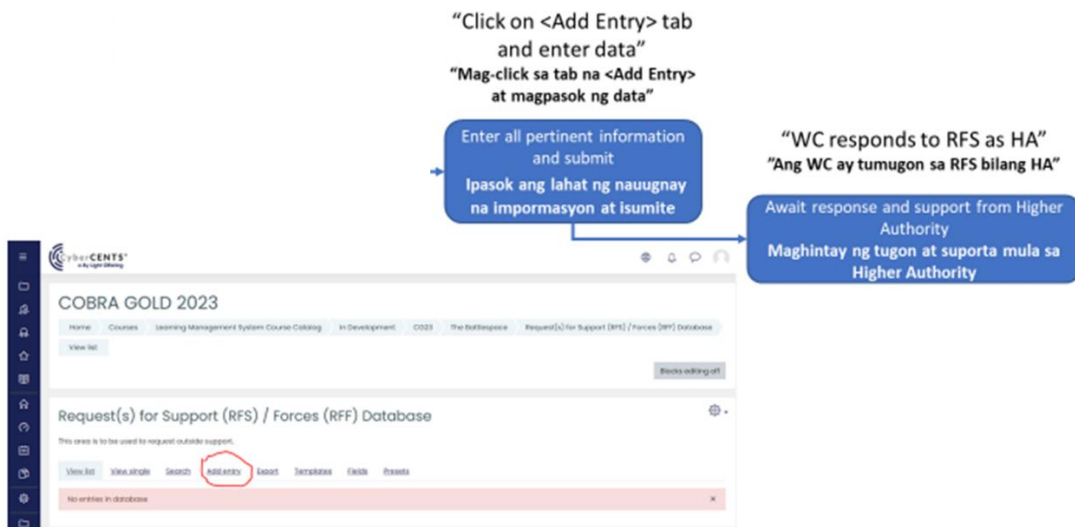 “Click on <Add Entry> tab
and enter data”
“Mag-click sa tab na <Add Entry>
at magpasok ng data”
Enter all pertinent information
and submit
Ipasok ang lahat ng nauugnay
na impormasyon at isumite
“WC responds to RFS as HA”
"Ang WC ay tumugon sa RFS bilang HA"
Await response and support from Higher
Authority
Maghintay ng tugon at suporta mula sa
Higher Authority
CyberCENTS
a By Light Offering
COBRA GOLD 2023
Home Courses Learning Management System Course Catalog In Development CG23 The Battlespace Request(s) for Support (RFS) / Forces (RFF) Database
View list
Blocks editing off
Request(s) for Support (RFS) / Forces (RFF) Database
This area is to be used to request outside support.
View list View single Search Add entry Export Templates Fields Presets
No entries in database